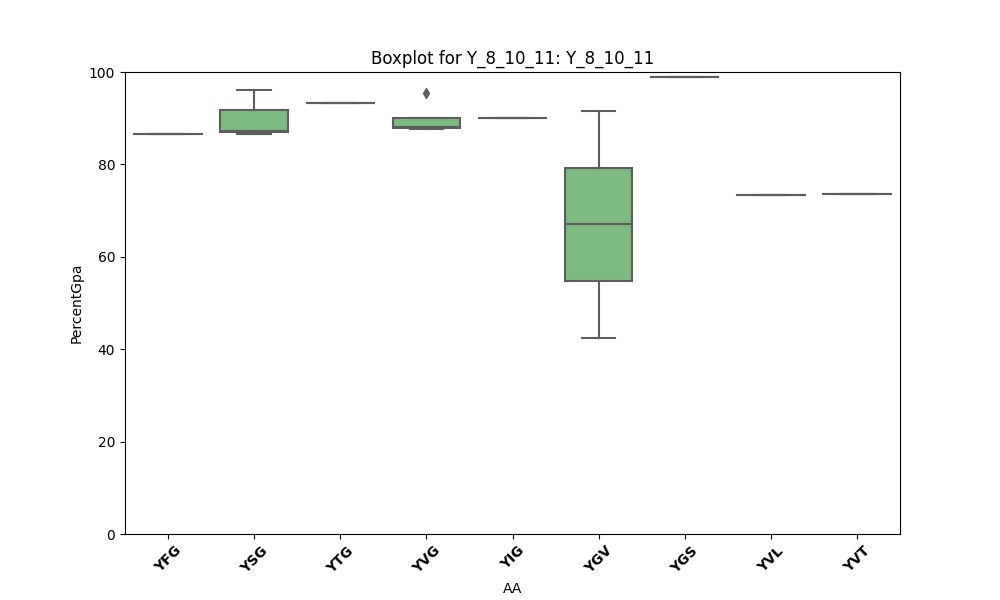 Boxplot for Y_8_10_11: Y_8_10_11
100
80
60
40
20
0
PercentGpa
YFG YSG YTG YVG YIG YGV YGS YVL YVT
AA